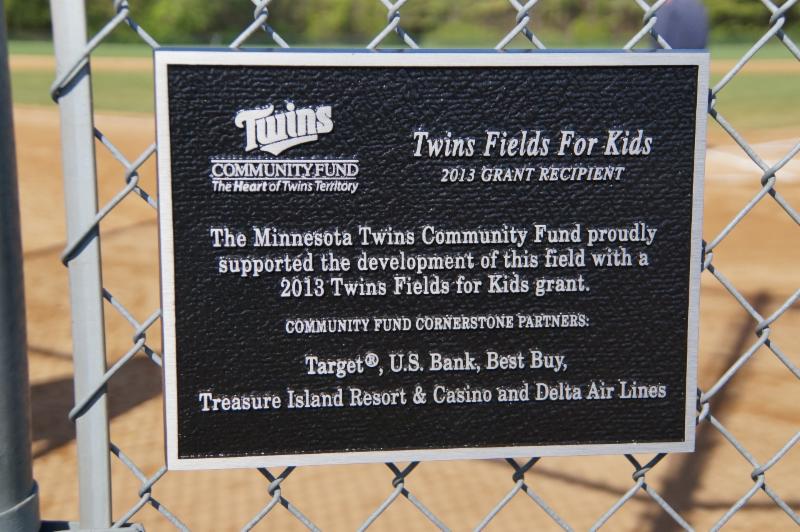 Twins
COMMUNITY FUND
The Heart of Twins Territory
Twins Fields For Kids
2013 GRANT RECIPIENT
The Minnesota Twins Community Fund proudly
supported the development of this field with a
2013 Twins Fields for Kids grant.
COMMUNITY FUND CORNERSTONE PARTNERS:
Target®, U.S. Bank, Best Buy,
Treasure Island Resort & Casino and Delta Air Lines